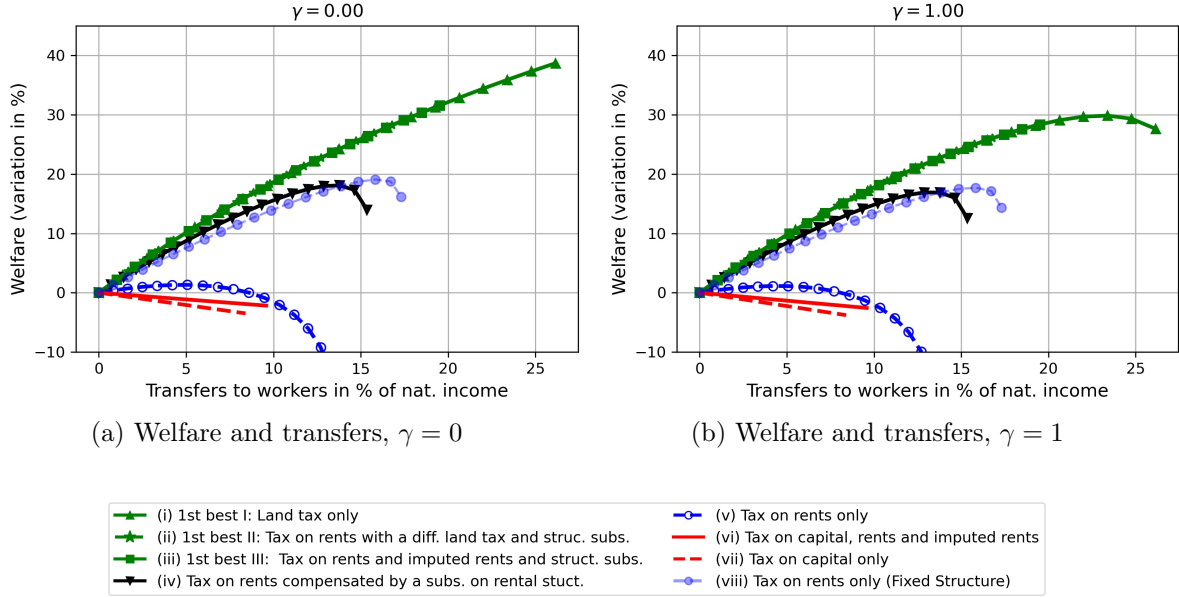 γ = 0.00
Welfare (variation in %)
40
30
20
10
0
−10
0 5 10 15 20 25
Transfers to workers in % of nat. income
(a) Welfare and transfers, γ = 0
γ = 1.00
Welfare (variation in %)
40
30
20
10
0
−10
0 5 10 15 20 25
Transfers to workers in % of nat. income
(b) Welfare and transfers, γ = 1
(i) 1st best I: Land tax only
(ii) 1st best II: Tax on rents with a diff. land tax and struc. subs.
(iii) 1st best III: Tax on rents and imputed rents and struct. subs.
(iv) Tax on rents compensated by a subs. on rental stuct.
(v) Tax on rents only
(vi) Tax on capital, rents and imputed rents
(vii) Tax on capital only
(viii) Tax on rents only (Fixed Structure)